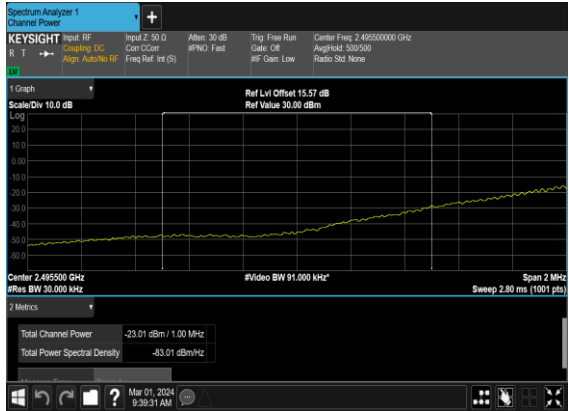 Spectrum Analyzer 1
Channel Power
+
KEYSIGHT
R T
LXI
Input: RF
Coupling: DC
Align: Auto/No RF
Input Z: 50 Ω
Corr CCorr
Freq Ref: Int (S)
Atten: 30 dB
#PNO: Fast
Trig: Free Run
Gate: Off
#IF Gain: Low
Center Freq: 2.495500000 GHz
Avg|Hold: 500/500
Radio Std: None
1 Graph
Scale/Div 10.0 dB
Ref Lvl Offset 15.57 dB
Ref Value 30.00 dBm
Log
20.0
10.0
0.00
-10.0
-20.0
-30.0
-40.0
-50.0
-60.0
Center 2.495500 GHz
#Res BW 30.000 kHz
#Video BW 91.000 kHz*
Span 2 MHz
Sweep 2.80 ms (1001 pts)
2 Metrics
Total Channel Power -23.01 dBm / 1.00 MHz
Total Power Spectral Density -83.01 dBm/Hz
?
Mar 01, 2024
9:39:31 AM